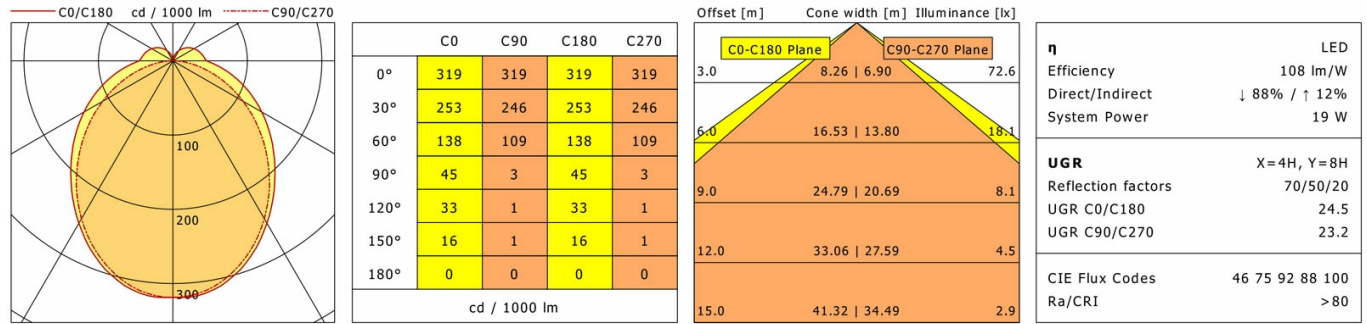 C0/C180 cd / 1000 lm C90/C270
100
200
300
C0 C90 C180 C270
0° 319 319 319 319
30° 253 246 253 246
60° 138 109 138 109
90° 45 3 45 3
120° 33 1 33 1
150° 16 1 16 1
180° 0 0 0 0
cd / 1000 lm
Offset [m] Cone width [m] Illuminance [lx]
C0-C180 Plane C90-C270 Plane
3.0 8.26 | 6.90 72.6
6.0 16.53 | 13.80 18.1
9.0 24.79 | 20.69 8.1
12.0 33.06 | 27.59 4.5
15.0 41.32 | 34.49 2.9
η LED
Efficiency 108 lm/W
Direct/Indirect ↓ 88% / ↑ 12%
System Power 19 W
UGR X=4H, Y=8H
Reflection factors 70/50/20
UGR C0/C180 24.5
UGR C90/C270 23.2
CIE Flux Codes 46 75 92 88 100
Ra/CRI >80